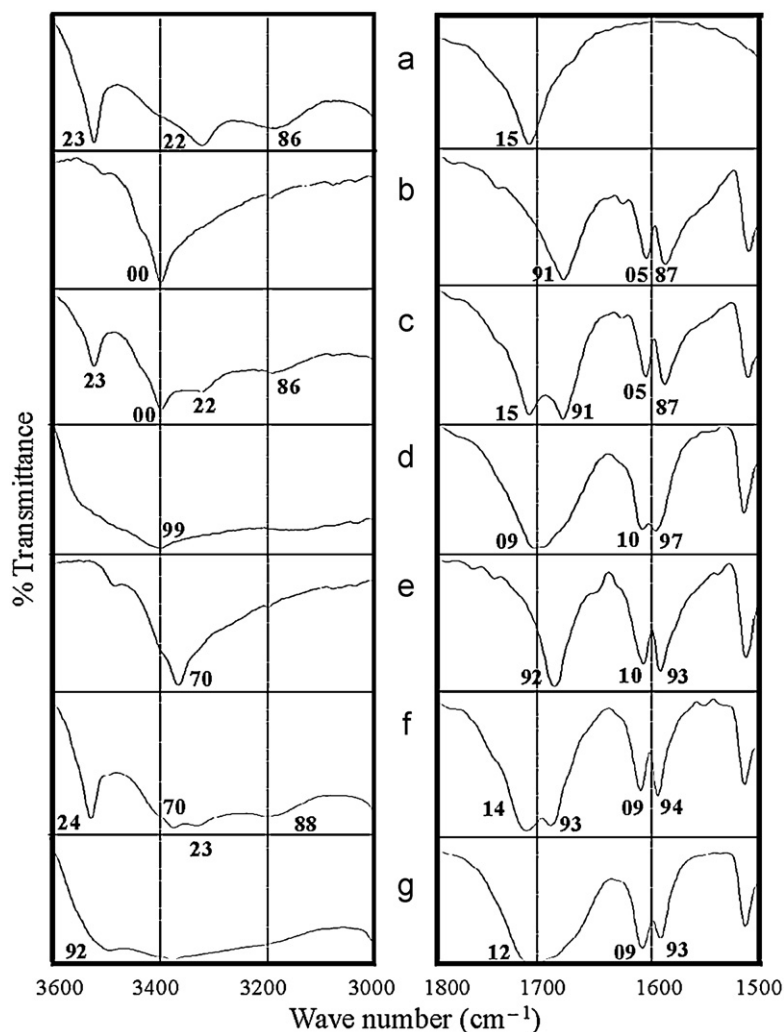 a
23 22 86 15
b
00 91 05 87
c
23 00 22 86 15 91 05 87
d
99 09 10 97
e
70 92 10 93
f
24 70 23 88 14 93 09 94
g
92 12 09 93
% Transmittance
3600 3400 3200 3000 1800 1700 1600 1500
Wave number (cm⁻¹)